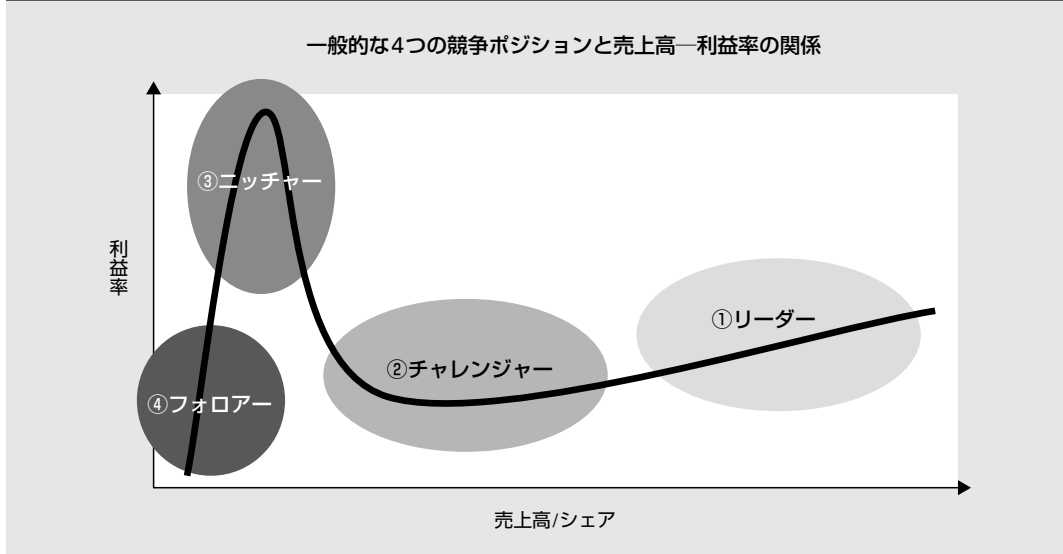 一般的な4つの競争ポジションと売上高―利益率の関係
③ニッチャー
利益率
①リーダー
②チャレンジャー
④フォロアー
売上高/シェア